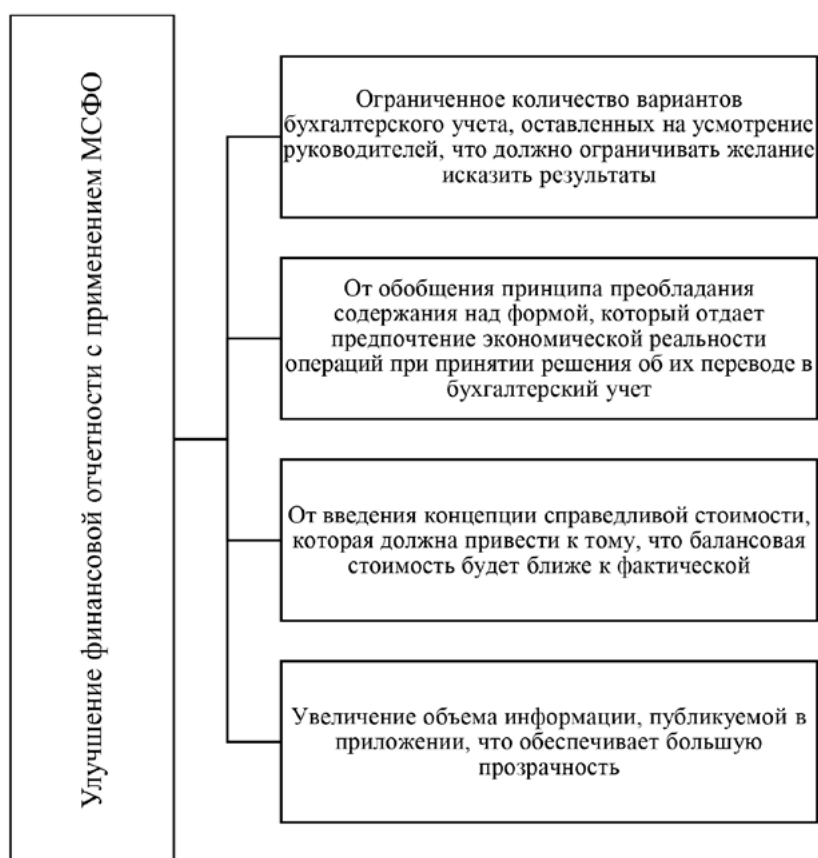 Улучшение финансовой отчетности с применением МСФО
Ограниченное количество вариантов
бухгалтерского учета, оставленных на усмотрение
руководителей, что должно ограничивать желание
исказить результаты
От обобщения принципа преобладания
содержания над формой, который отдает
предпочтение экономической реальности
операций при принятии решения об их переводе в
бухгалтерский учет
От введения концепции справедливой стоимости,
которая должна привести к тому, что балансовая
стоимость будет ближе к фактической
Увеличение объема информации, публикуемой в
приложении, что обеспечивает большую
прозрачность